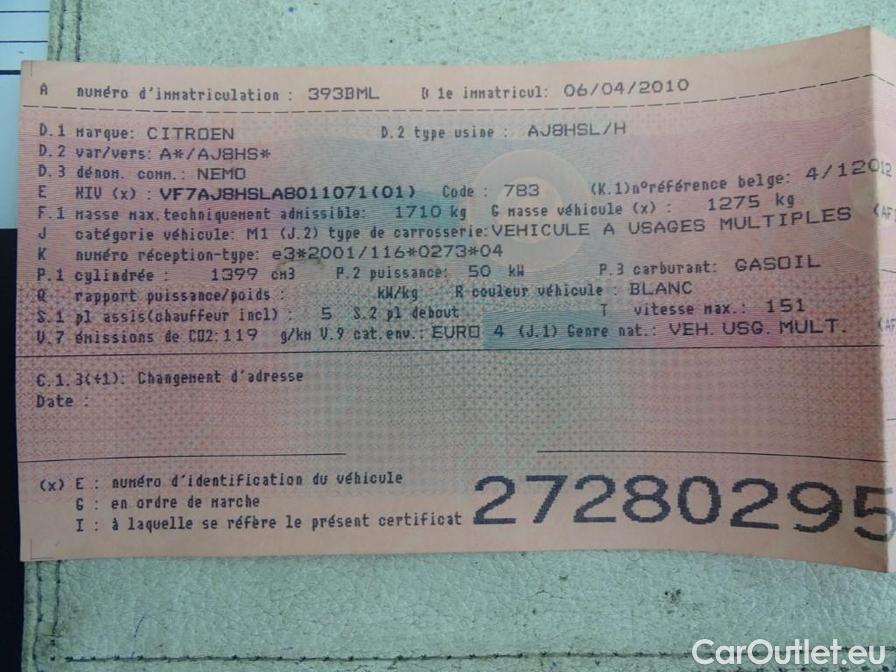 A numéro d'immatriculation : 393BML B 1e immatricul: 06/04/2010
D.1 Marque: CITROEN D.2 type usine : AJ8HSL/H
D.2 var/vers: A*/AJ8HS*
D.3 dénom. comm.: NEMO
E NIV (x) : VF7AJ8HSLA8011071(01) Code : 783 (K.1)n°référence belge: 4/12012
F.1 masse max.techniquement admissible: 1710 kg G masse véhicule (x) : 1275 kg
J catégorie véhicule: M1 (J.2) type de carrosserie:VEHICULE A USAGES MULTIPLES (AF
K numéro réception-type: e3*2001/116*0273*04
P.1 cylindrée : 1399 cm3 P.2 puissance: 50 kW P.3 carburant: GASOIL
Q rapport puissance/poids : kW/kg R couleur véhicule : BLANC
S.1 pl assis(chauffeur incl) : 5 S.2 pl debout T vitesse max.: 151
V.7 émissions de CO2:119 g/km V.9 cat.env.: EURO 4 (J.1) Genre nat.: VEH. USG. MULT. (AF
C.1.3(+1): Changement d'adresse
Date :
(x) E : numéro d'identification du véhicule
G : en ordre de marche
I : à laquelle se réfère le présent certificat
27280295
CarOutlet.eu